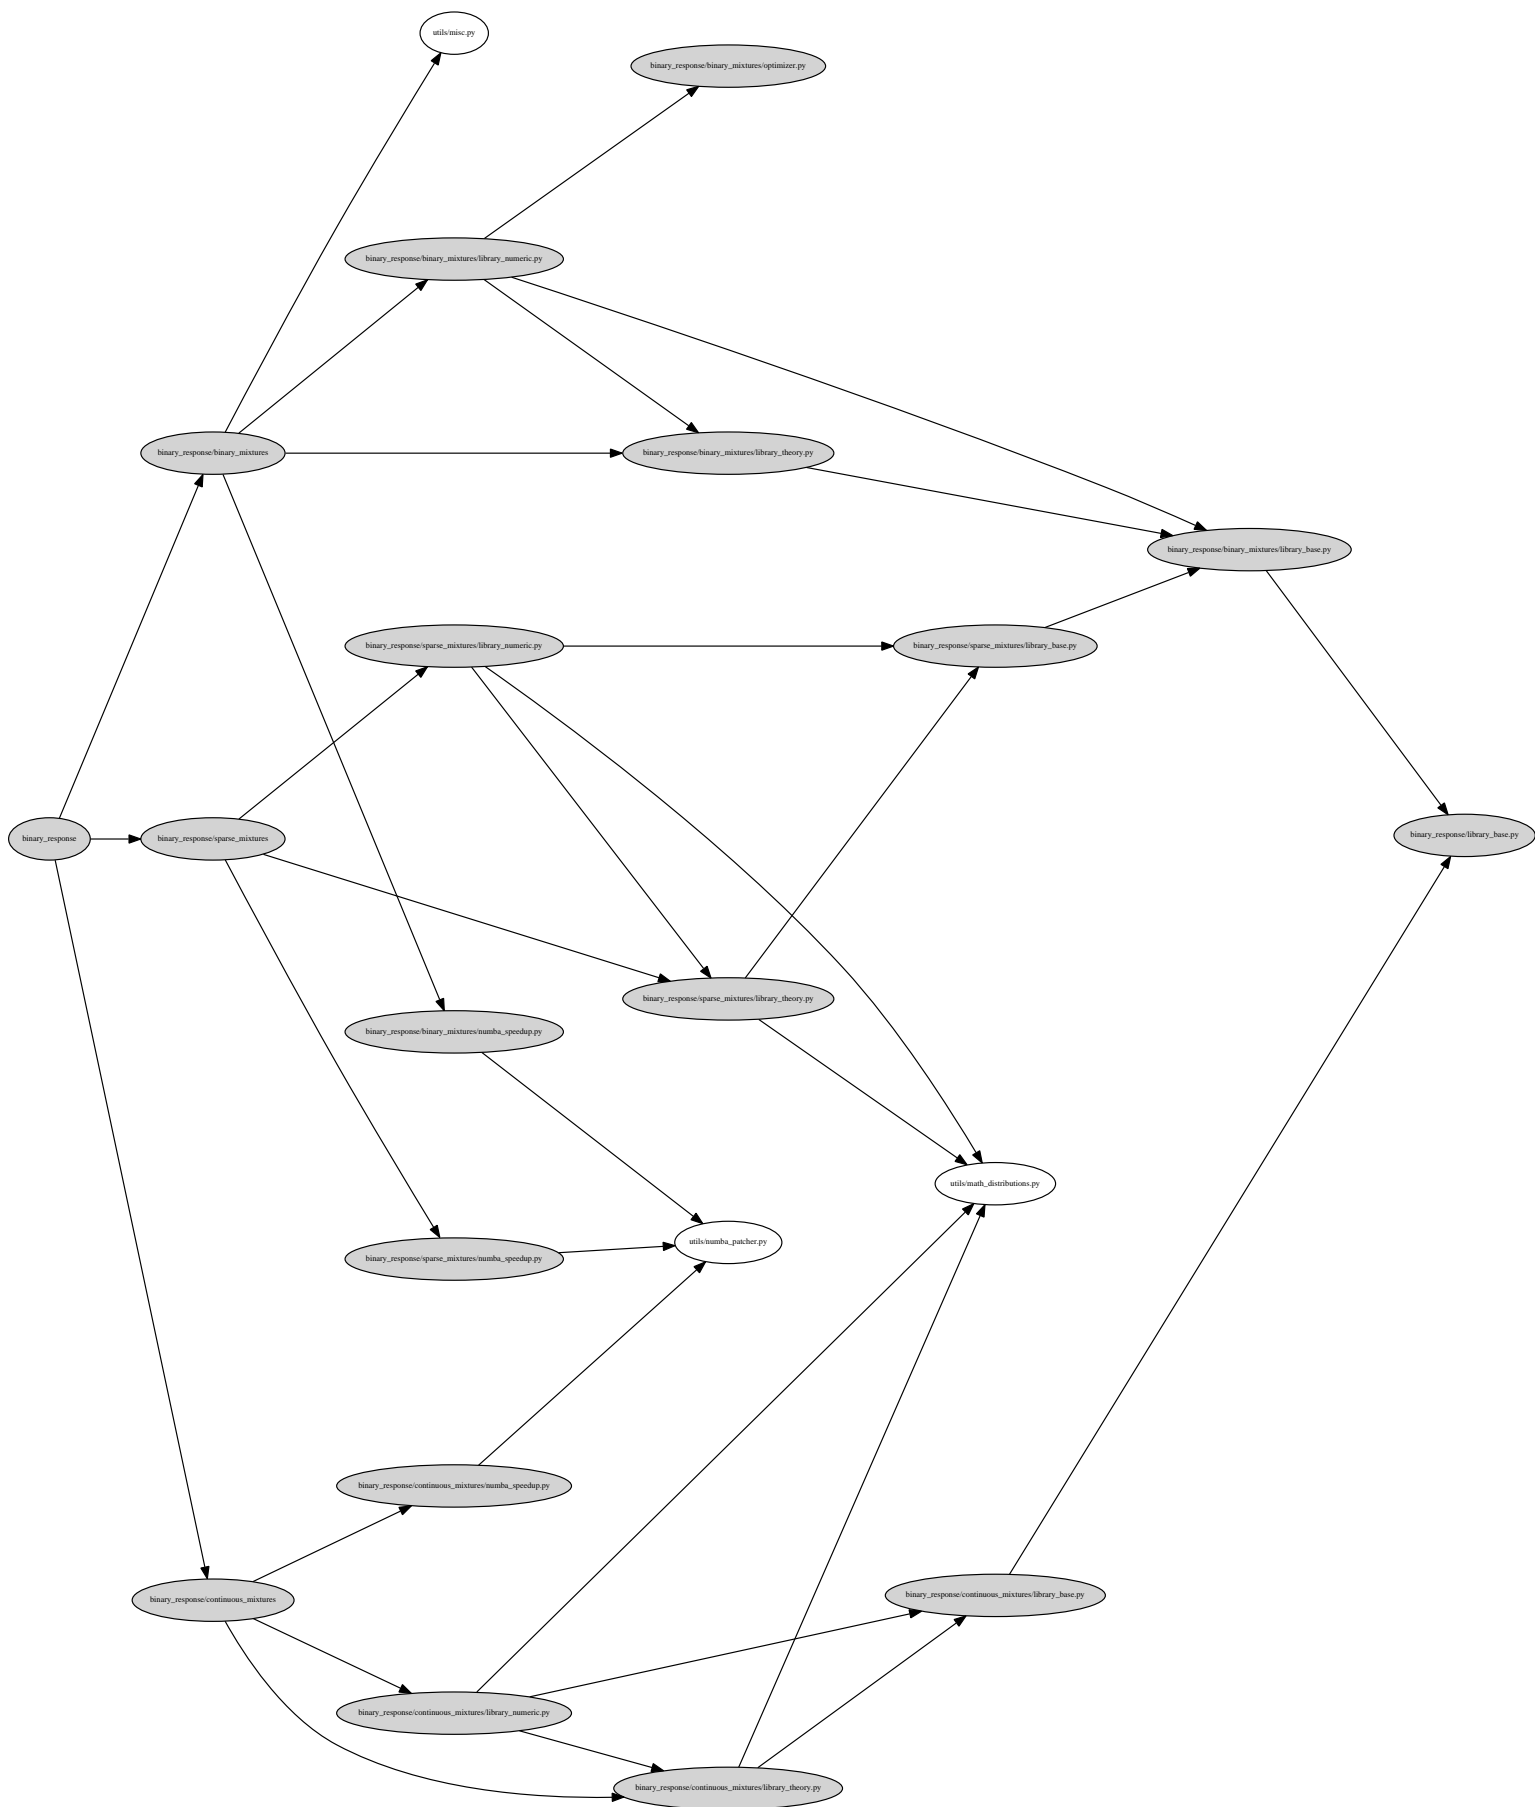 utils/misc.py
binary_response/binary_mixtures/optimizer.py
binary_response/binary_mixtures/library_numeric.py
binary_response/binary_mixtures
binary_response/binary_mixtures/library_theory.py
binary_response/binary_mixtures/library_base.py
binary_response/sparse_mixtures/library_numeric.py
binary_response/sparse_mixtures/library_base.py
binary_response
binary_response/sparse_mixtures
binary_response/library_base.py
binary_response/sparse_mixtures/library_theory.py
binary_response/binary_mixtures/numba_speedup.py
utils/math_distributions.py
utils/numba_patcher.py
binary_response/sparse_mixtures/numba_speedup.py
binary_response/continuous_mixtures/numba_speedup.py
binary_response/continuous_mixtures
binary_response/continuous_mixtures/library_base.py
binary_response/continuous_mixtures/library_numeric.py
binary_response/continuous_mixtures/library_theory.py